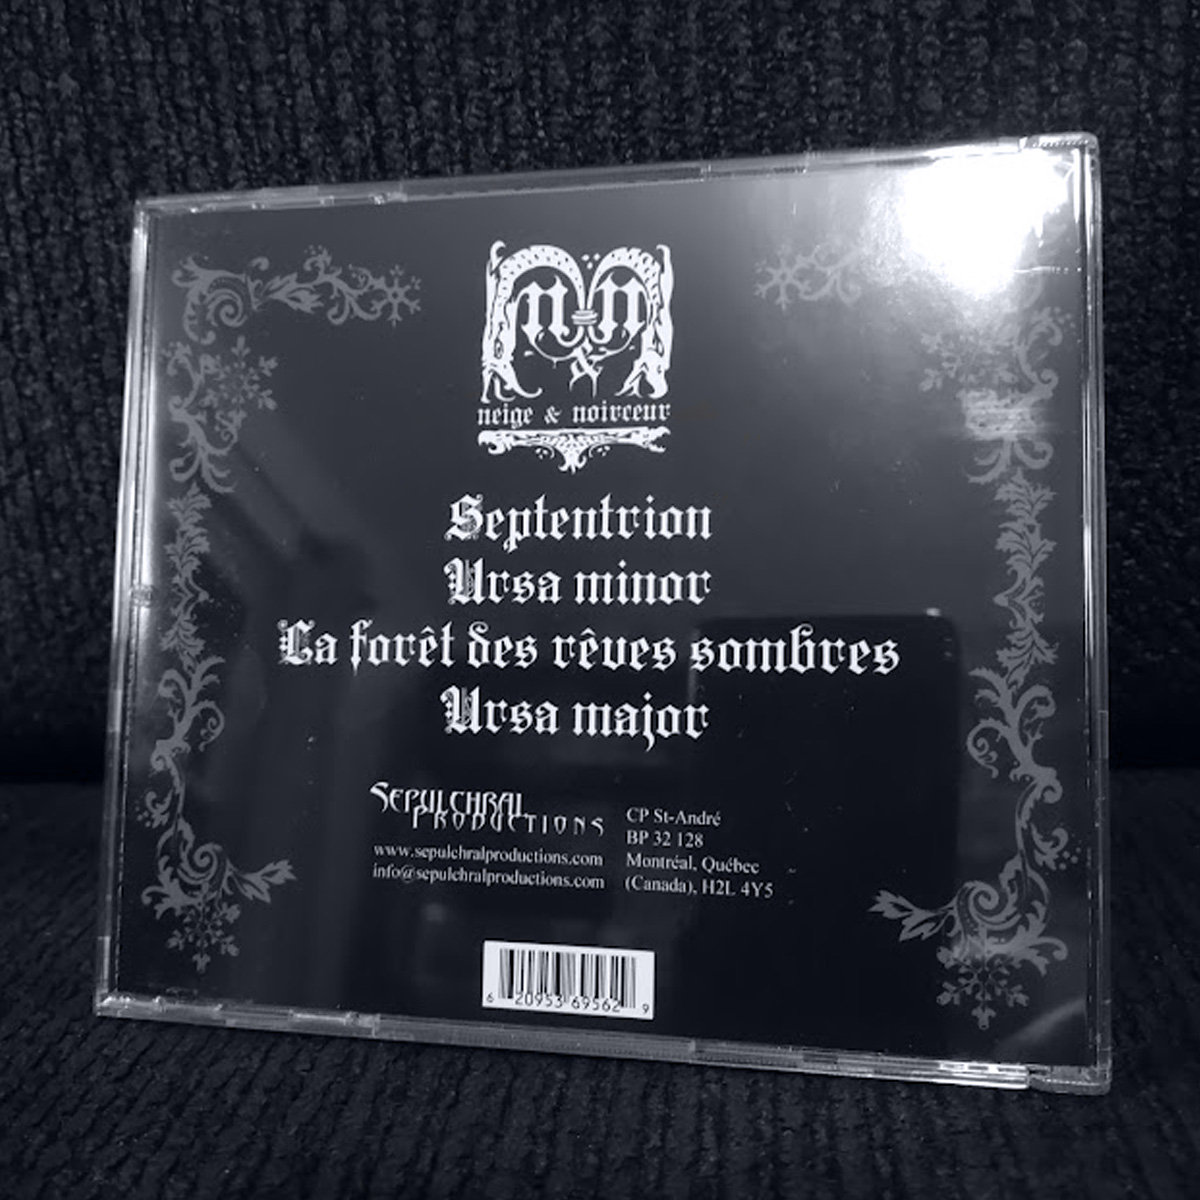 n&n
neige & noirceur
Septentrion
Ursa minor
La forêt des rêves sombres
Ursa major
SEPULCHRAL
PRODUCTIONS
www.sepulchralproductions.com
info@sepulchralproductions.com
CP St-André
BP 32 128
Montréal, Québec
(Canada), H2L 4Y5
6 20953 69562 9